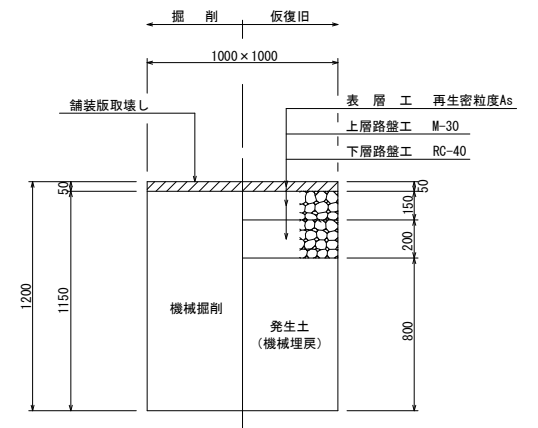 掘　削　仮復旧
1000×1000
舗装版取壊し
表　層　工　再生密粒度As
上層路盤工　M-30
下層路盤工　RC-40
50
50
150
200
1200
1150
800
機械掘削
発生土
(機械埋戻)